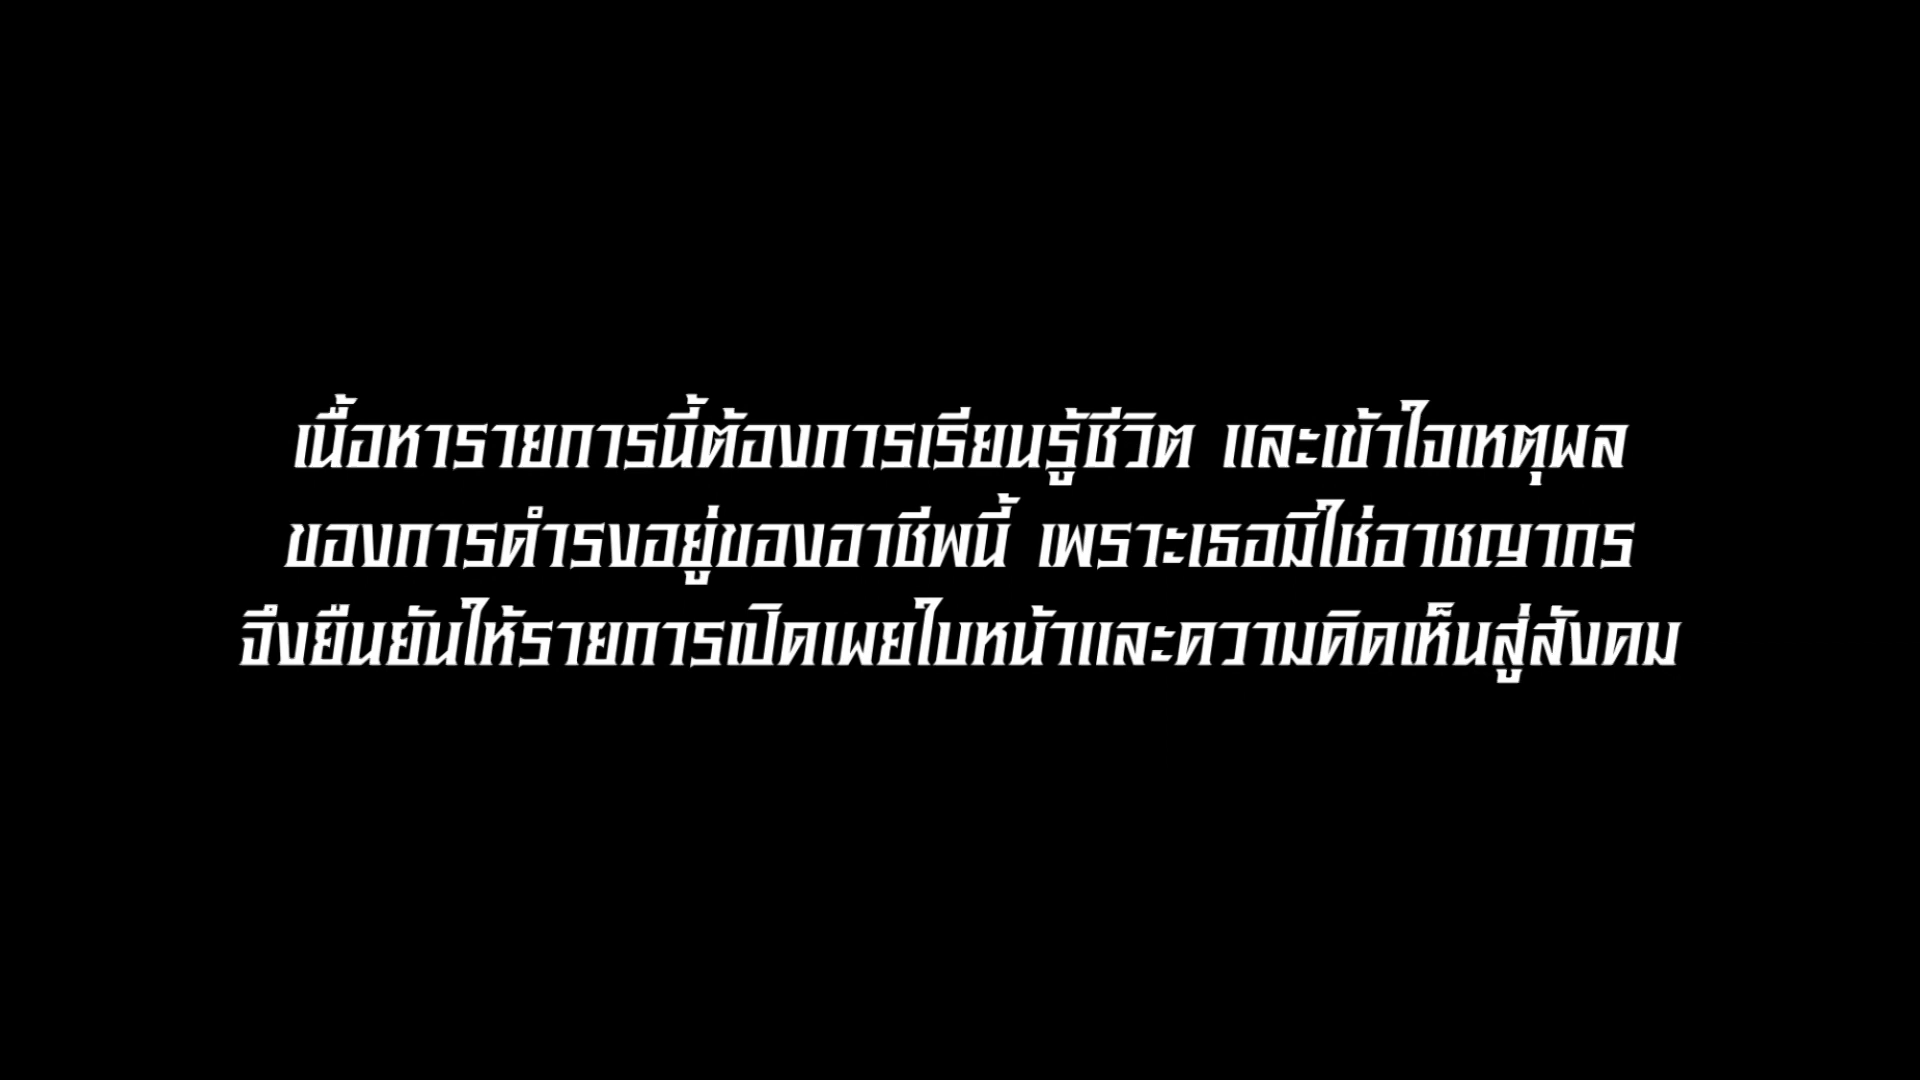 เนื้อหารายการนี้ต้องการเรียนรู้ชีวิต และเข้าใจเหตุผล
ของการดำรงอยู่ของอาชีพนี้ เพราะเธอมิใช่อาชญากร
จึงยืนยันให้รายการเปิดเผยใบหน้าและความคิดเห็นสู่สังคม